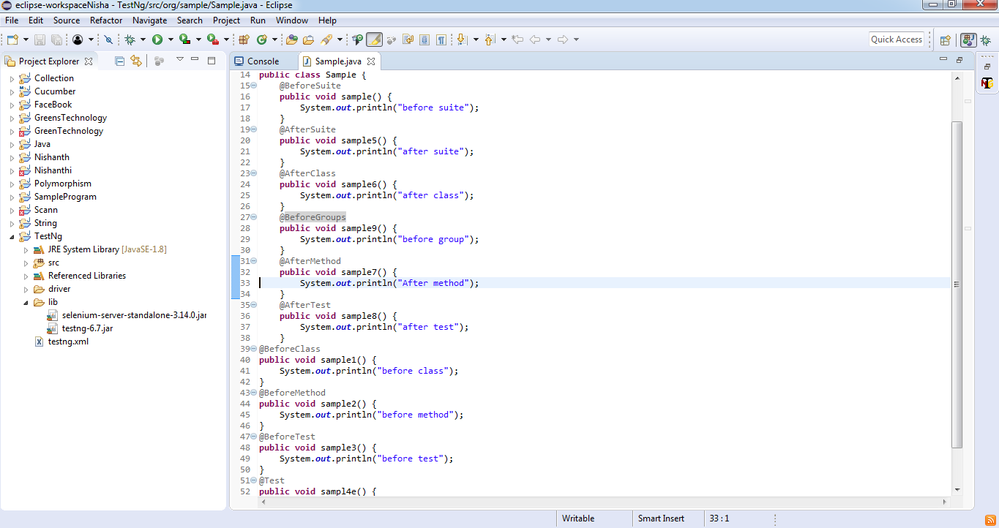 eclipse-workspaceNisha - TestNg/src/org/sample/Sample.java - Eclipse
File Edit Source Refactor Navigate Search Project Run Window Help
Quick Access
Project Explorer
Collection
Cucumber
FaceBook
GreensTechnology
GreenTechnology
Java
Nishanth
Nishanthi
Polymorphism
SampleProgram
Scann
String
TestNg
JRE System Library [JavaSE-1.8]
src
Referenced Libraries
driver
lib
selenium-server-standalone-3.14.0.jar
testng-6.7.jar
testng.xml
Console Sample.java
14 public class Sample {
15 @BeforeSuite
16 public void sample() {
17 System.out.println("before suite");
18 }
19 @AfterSuite
20 public void sample5() {
21 System.out.println("after suite");
22 }
23 @AfterClass
24 public void sample6() {
25 System.out.println("after class");
26 }
27 @BeforeGroups
28 public void sample9() {
29 System.out.println("before group");
30 }
31 @AfterMethod
32 public void sample7() {
33 System.out.println("After method");
34 }
35 @AfterTest
36 public void sample8() {
37 System.out.println("after test");
38 }
39 @BeforeClass
40 public void sample1() {
41 System.out.println("before class");
42 }
43 @BeforeMethod
44 public void sample2() {
45 System.out.println("before method");
46 }
47 @BeforeTest
48 public void sample3() {
49 System.out.println("before test");
50 }
51 @Test
52 public void sampl4e() {
Writable Smart Insert 33 : 1